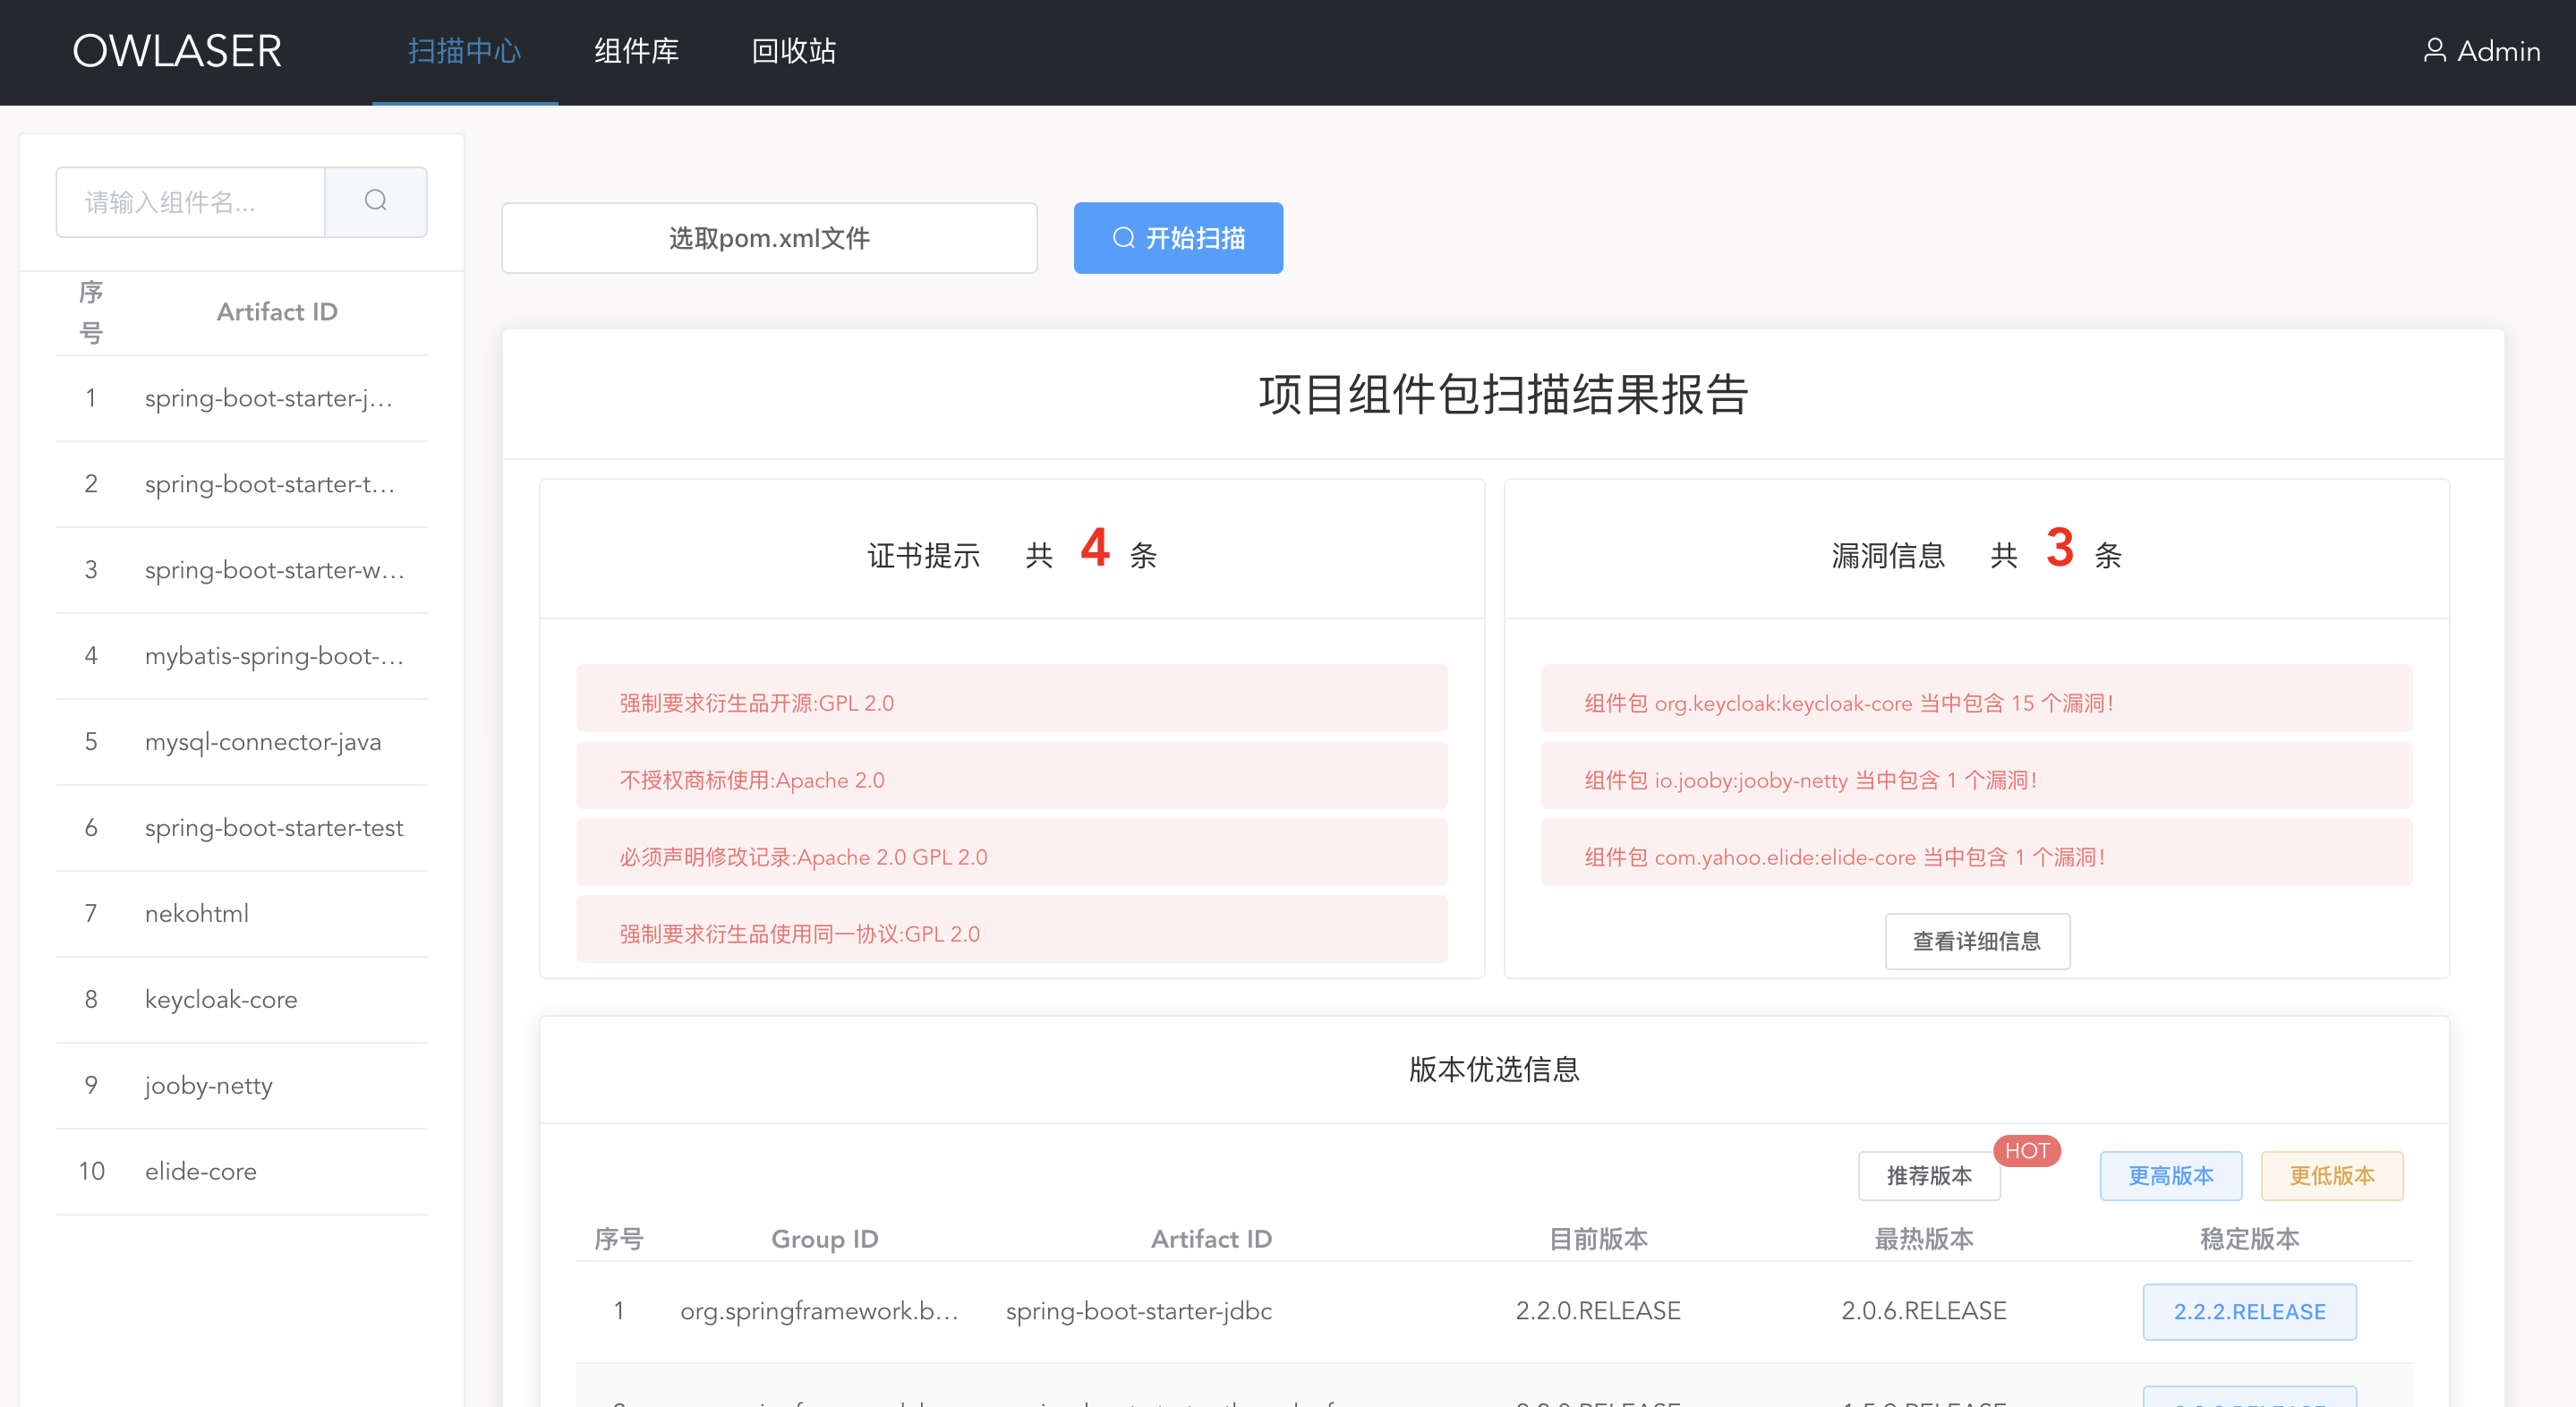 OWLASER 扫描中心 组件库 回收站 Admin
请输入组件名...
选取pom.xml文件 开始扫描
序号 Artifact ID
1 spring-boot-starter-j...
2 spring-boot-starter-t...
3 spring-boot-starter-w...
4 mybatis-spring-boot-...
5 mysql-connector-java
6 spring-boot-starter-test
7 nekohtml
8 keycloak-core
9 jooby-netty
10 elide-core
项目组件包扫描结果报告
证书提示 共 4 条
强制要求衍生品开源:GPL 2.0
不授权商标使用:Apache 2.0
必须声明修改记录:Apache 2.0 GPL 2.0
强制要求衍生品使用同一协议:GPL 2.0
漏洞信息 共 3 条
组件包 org.keycloak:keycloak-core 当中包含 15 个漏洞!
组件包 io.jooby:jooby-netty 当中包含 1 个漏洞!
组件包 com.yahoo.elide:elide-core 当中包含 1 个漏洞!
查看详细信息
版本优选信息
推荐版本 HOT 更高版本 更低版本
序号 Group ID Artifact ID 目前版本 最热版本 稳定版本
1 org.springframework.b... spring-boot-starter-jdbc 2.2.0.RELEASE 2.0.6.RELEASE 2.2.2.RELEASE